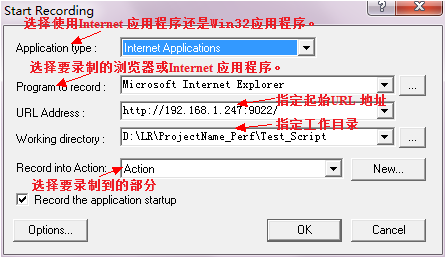 Start Recording
选择使用Internet 应用程序还是Win32应用程序。
Application type : Internet Applications
选择要录制的浏览器或Internet 应用程序。
Program to record : Microsoft Internet Explorer ...
指定起始URL 地址
URL Address : http://192.168.1.247:9022/
指定工作目录
Working directory : D:\LR\ProjectName_Perf\Test_Script ...
Record into Action: Action New...
选择要录制到的部分
Record the application startup
Options... OK Cancel